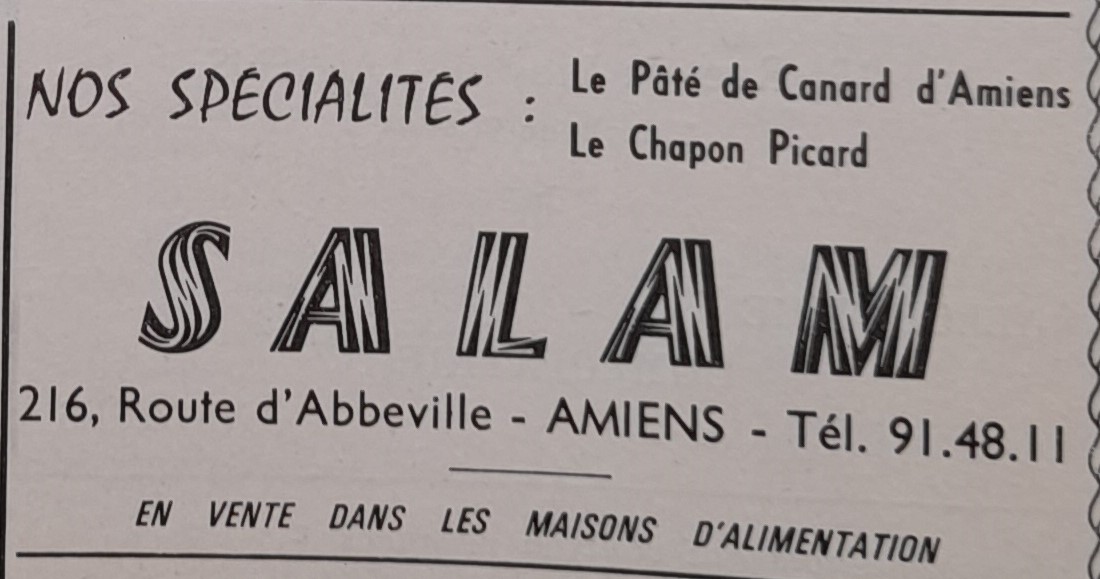 NOS SPÉCIALITÉS :
Le Pâté de Canard d'Amiens
Le Chapon Picard
SALAM
216, Route d'Abbeville - AMIENS - Tél. 91.48.11
EN VENTE DANS LES MAISONS D'ALIMENTATION